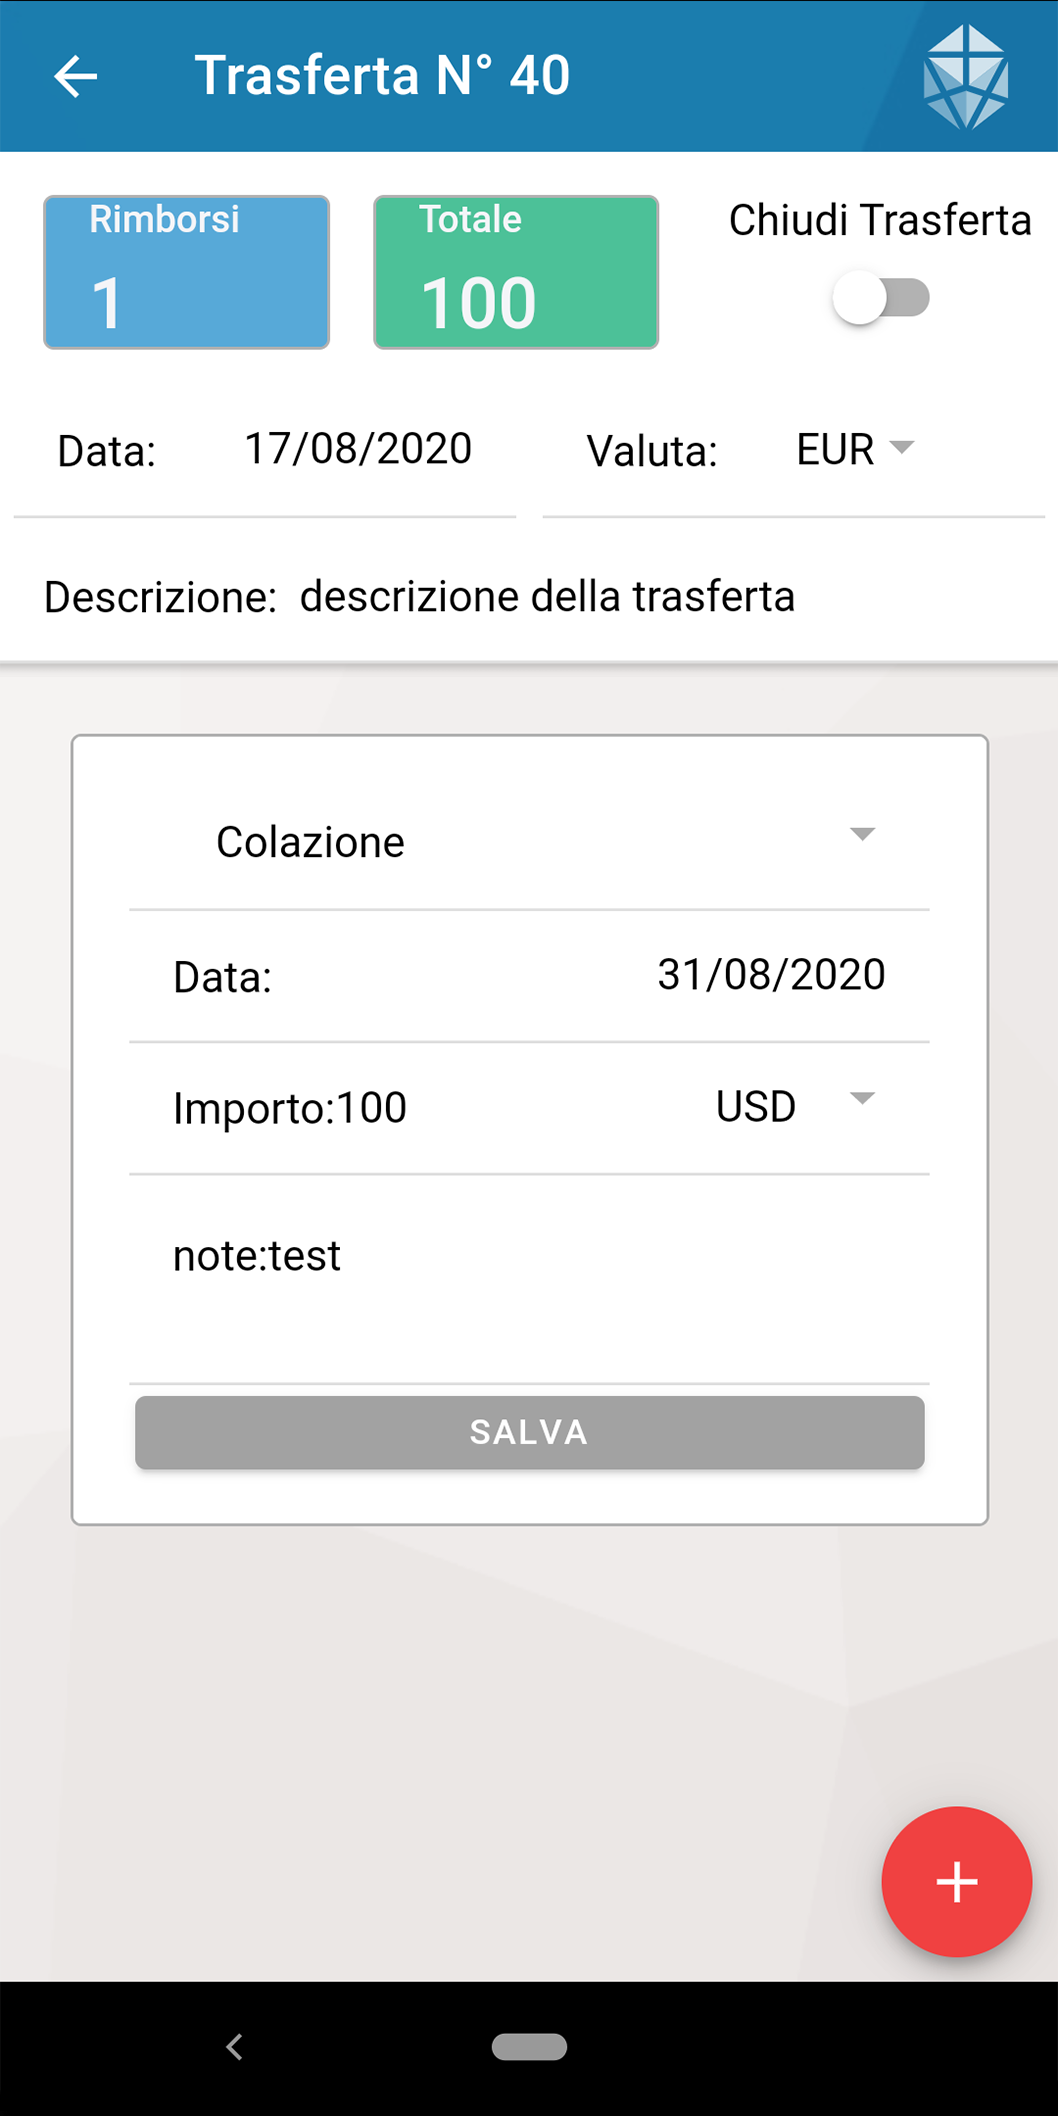 Trasferta N° 40
Rimborsi
1
Totale
100
Chiudi Trasferta
Data: 17/08/2020
Valuta: EUR
Descrizione: descrizione della trasferta
Colazione
Data: 31/08/2020
Importo:100 USD
note:test
SALVA